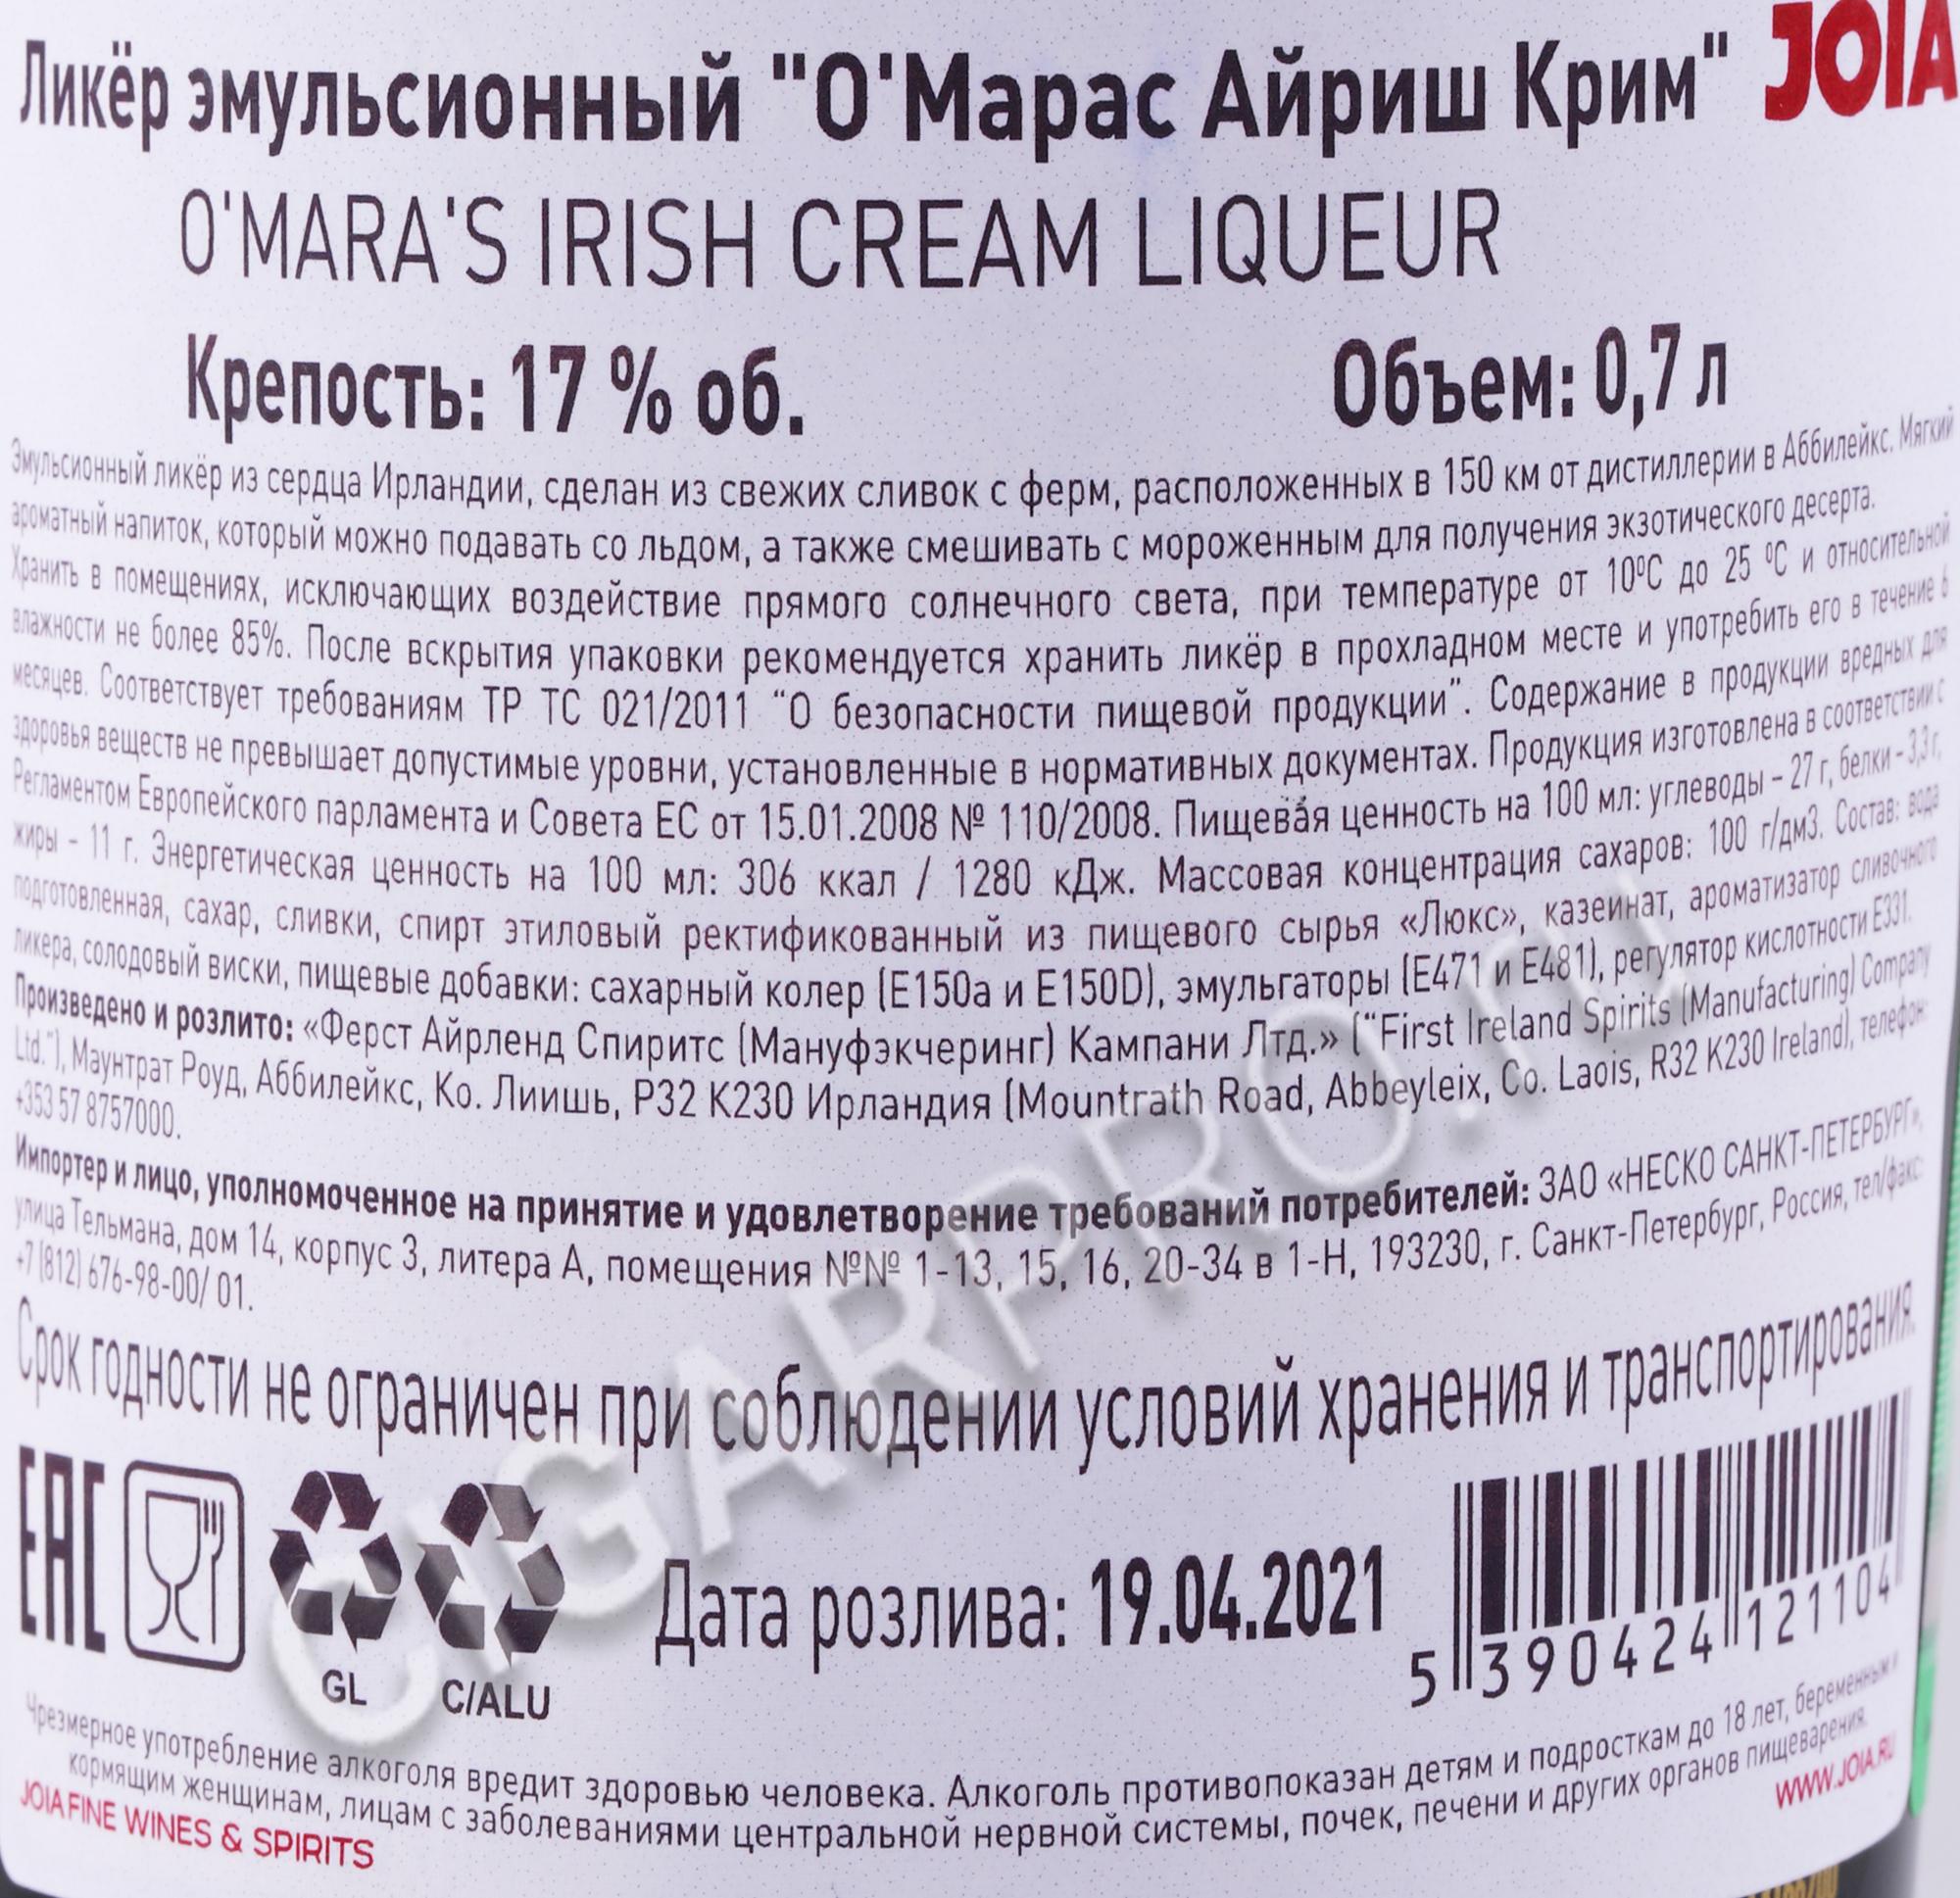 Ликёр эмульсионный "О'Марас Айриш Крим" JOIA
O'MARA'S IRISH CREAM LIQUEUR
Крепость: 17 % об. Объем: 0,7 л
Эмульсионный ликёр из сердца Ирландии, сделан из свежих сливок с ферм, расположенных в 150 км от дистиллерии в Аббилейкс. Мягкий
ароматный напиток, который можно подавать со льдом, а также смешивать с мороженным для получения экзотического десерта.
Хранить в помещениях, исключающих воздействие прямого солнечного света, при температуре от 10ºС до 25 ºС и относительной
влажности не более 85%. После вскрытия упаковки рекомендуется хранить ликёр в прохладном месте и употребить его в течение 6
месяцев. Соответствует требованиям ТР ТС 021/2011 "О безопасности пищевой продукции". Содержание в продукции вредных для
здоровья веществ не превышает допустимые уровни, установленные в нормативных документах. Продукция изготовлена в соответствии с
Регламентом Европейского парламента и Совета ЕС от 15.01.2008 № 110/2008. Пищевая ценность на 100 мл: углеводы – 27 г, белки – 3,3 г,
жиры – 11 г. Энергетическая ценность на 100 мл: 306 ккал / 1280 кДж. Массовая концентрация сахаров: 100 г/дм3. Состав: вода
подготовленная, сахар, сливки, спирт этиловый ректификованный из пищевого сырья «Люкс», казеинат, ароматизатор сливочного
ликера, солодовый виски, пищевые добавки: сахарный колер (Е150а и E150D), эмульгаторы (Е471 и Е481), регулятор кислотности Е331.
Произведено и розлито: «Ферст Айрленд Спиритс (Мануфэкчеринг) Кампани Лтд.» ("First Ireland Spirits (Manufacturing) Company
Ltd."), Маунтрат Роуд, Аббилейкс, Ко. Лиишь, Р32 К230 Ирландия (Mountrath Road, Abbeyleix, Co. Laois, R32 K230 Ireland), телефон:
+353 57 8757000.
Импортер и лицо, уполномоченное на принятие и удовлетворение требований потребителей: ЗАО «НЕСКО САНКТ-ПЕТЕРБУРГ»,
улица Тельмана, дом 14, корпус 3, литера А, помещения №№ 1-13, 15, 16, 20-34 в 1-Н, 193230, г. Санкт-Петербург, Россия, тел/факс:
+7 (812) 676-98-00/ 01.
Срок годности не ограничен при соблюдении условий хранения и транспортирования.
EAC GL C/ALU Дата розлива: 19.04.2021 5 390424 121104
Чрезмерное употребление алкоголя вредит здоровью человека. Алкоголь противопоказан детям и подросткам до 18 лет, беременным и
кормящим женщинам, лицам с заболеваниями центральной нервной системы, почек, печени и других органов пищеварения.
JOIA FINE WINES & SPIRITS WWW.JOIA.RU
CIGARPRO.ru